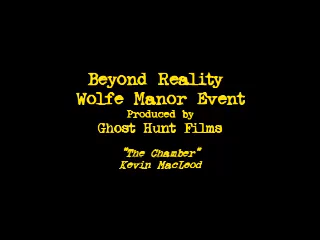 Beyond Reality
Wolfe Manor Event
Produced by
Ghost Hunt Films
"The Chamber"
Kevin MacLeod